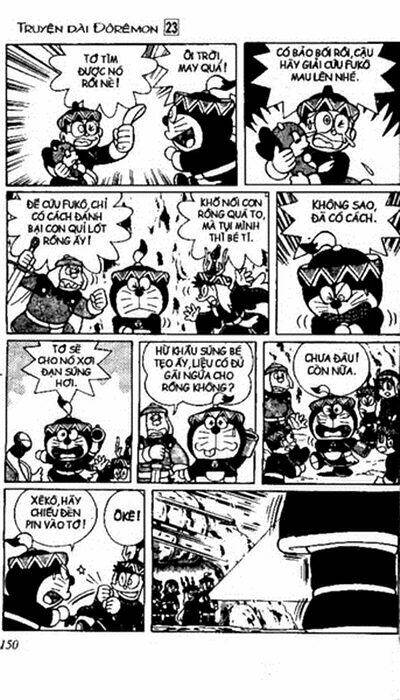 TRUYỆN DÀI ĐÔRÊMON 23
TỚ TÌM
ĐƯỢC NÓ
RỒI NÈ!
ÔI TRỜI,
MAY QUÁ!
CÓ BẢO BỐI RỒI, CẬU
HÃY GIẢI CỨU FUKÔ
MAU LÊN NHÉ.
ĐỂ CỨU FUKÔ, CHỈ
CÓ CÁCH ĐÁNH
BẠI CON QUỈ LỐT
RỒNG ẤY!
KHỔ NỖI CON
RỒNG QUÁ TO,
MÀ TỤI MÌNH
THÌ BÉ TÍ.
KHÔNG SAO,
ĐÃ CÓ CÁCH.
TỚ SẼ
CHO NÓ XƠI
ĐẠN SÚNG
HƠI.
HỪ KHẨU SÚNG BÉ
TẸO ẤY, LIỆU CÓ ĐỦ
GÃI NGỨA CHO
RỒNG KHÔNG?
CHƯA ĐÂU!
CÒN NỮA.
XÊKÔ, HÃY
CHIẾU ĐÈN
PIN VÀO TỚ!
ÔKÊ!
150